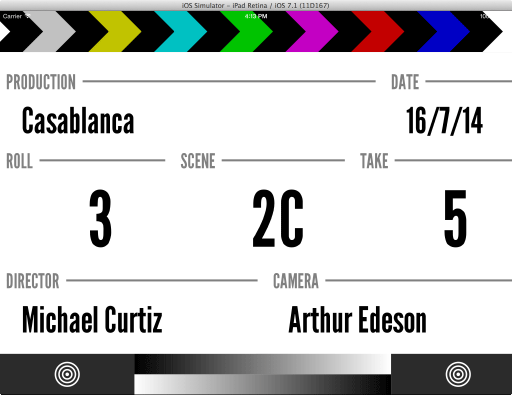 iOS Simulator – iPad Retina / iOS 7.1 (11D167)
Carrier 4:13 PM
PRODUCTION DATE
Casablanca 16/7/14
ROLL SCENE TAKE
3 2C 5
DIRECTOR CAMERA
Michael Curtiz Arthur Edeson